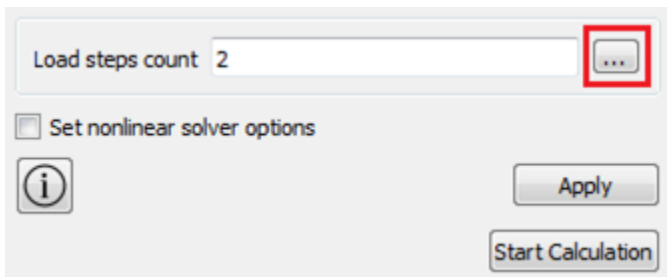 Load steps count 2 ...
Set nonlinear solver options
i
Apply
Start Calculation